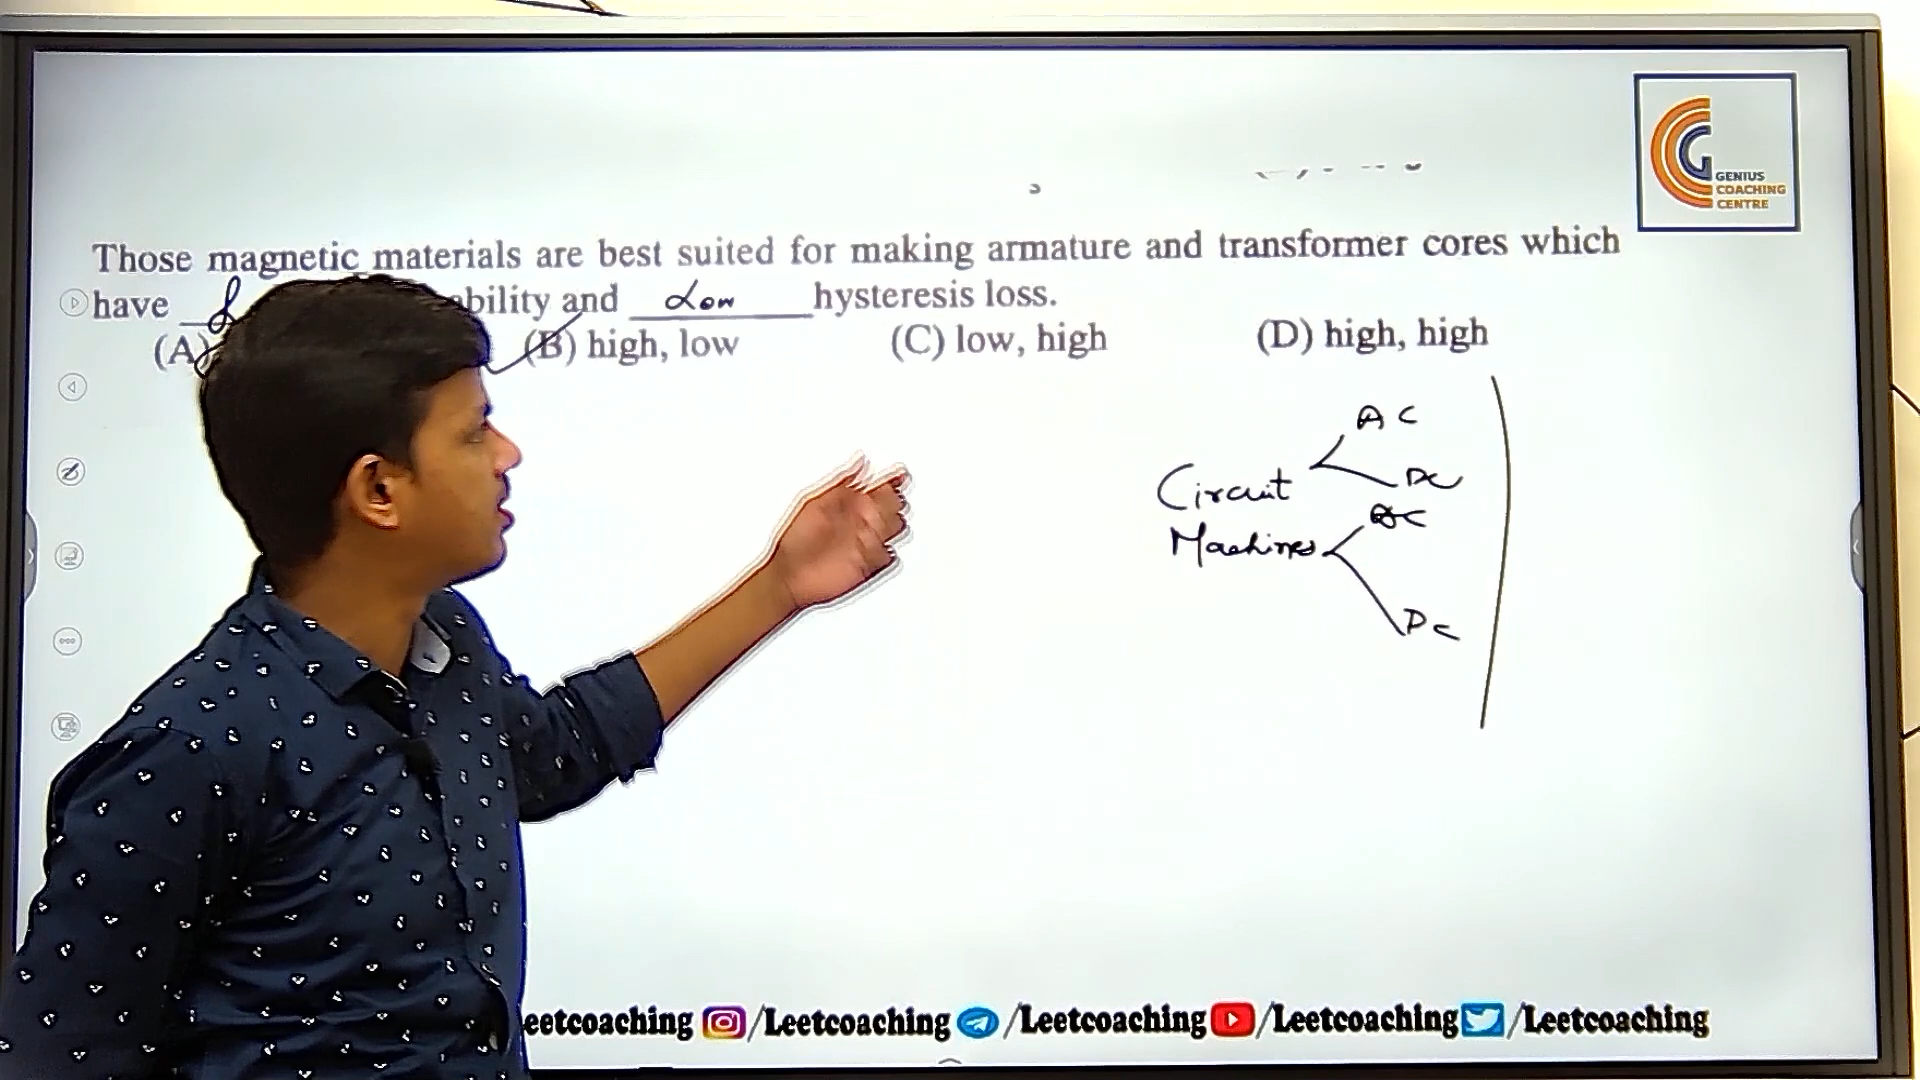 GENIUS
COACHING
CENTRE
Those magnetic materials are best suited for making armature and transformer cores which
have ability and Low hysteresis loss.
(A) (B) high, low (C) low, high (D) high, high
Circuit AC DC
Machines AC DC
eetcoaching /Leetcoaching /Leetcoaching /Leetcoaching /Leetcoaching